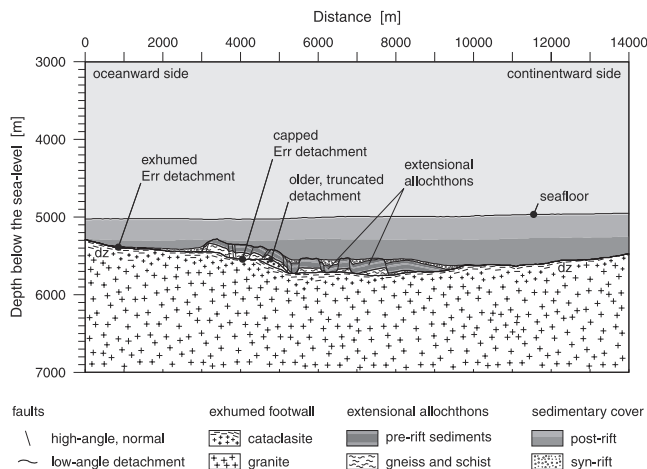 Distance [m]
0 2000 4000 6000 8000 10000 12000 14000
3000
4000
5000
6000
7000
Depth below the sea-level [m]
oceanward side
continentward side
capped
Err detachment
exhumed
Err detachment
older, truncated
detachment
extensional
allochthons
seafloor
dz
dz
faults
high-angle, normal
low-angle detachment
exhumed footwall
cataclasite
granite
extensional allochthons
pre-rift sediments
gneiss and schist
sedimentary cover
post-rift
syn-rift